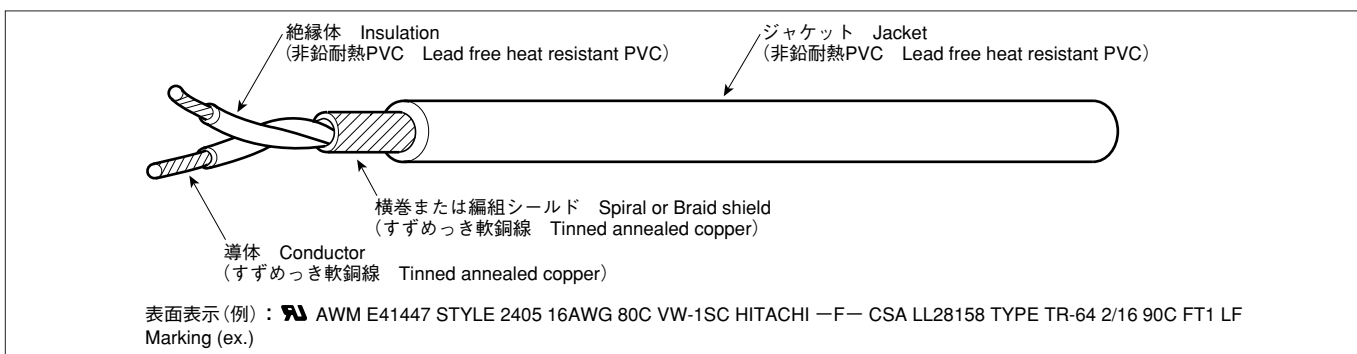 絶縁体　Insulation
（非鉛耐熱PVC　Lead free heat resistant PVC）
ジャケット　Jacket
（非鉛耐熱PVC　Lead free heat resistant PVC）
横巻または編組シールド　Spiral or Braid shield
（すずめっき軟銅線　Tinned annealed copper）
導体　Conductor
（すずめっき軟銅線　Tinned annealed copper）
表面表示（例）： AWM E41447 STYLE 2405 16AWG 80C VW-1SC HITACHI －F－ CSA LL28158 TYPE TR-64 2/16 90C FT1 LF
Marking (ex.)